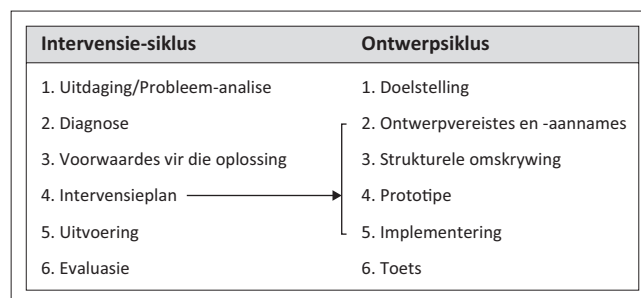 Intervensie-siklus Ontwerpsiklus
1. Uitdaging/Probleem-analise 1. Doelstelling
2. Diagnose 2. Ontwerpvereistes en -aannames
3. Voorwaardes vir die oplossing 3. Strukturele omskrywing
4. Intervensieplan 4. Prototipe
5. Uitvoering 5. Implementering
6. Evaluasie 6. Toets